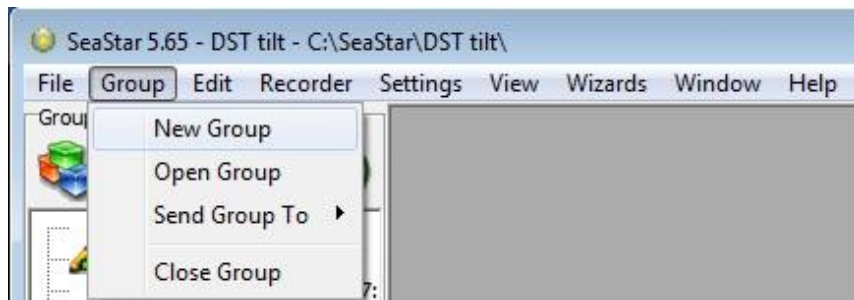 SeaStar 5.65 - DST tilt - C:\SeaStar\DST tilt\
File Group Edit Recorder Settings View Wizards Window Help
New Group
Open Group
Send Group To
Close Group
7: